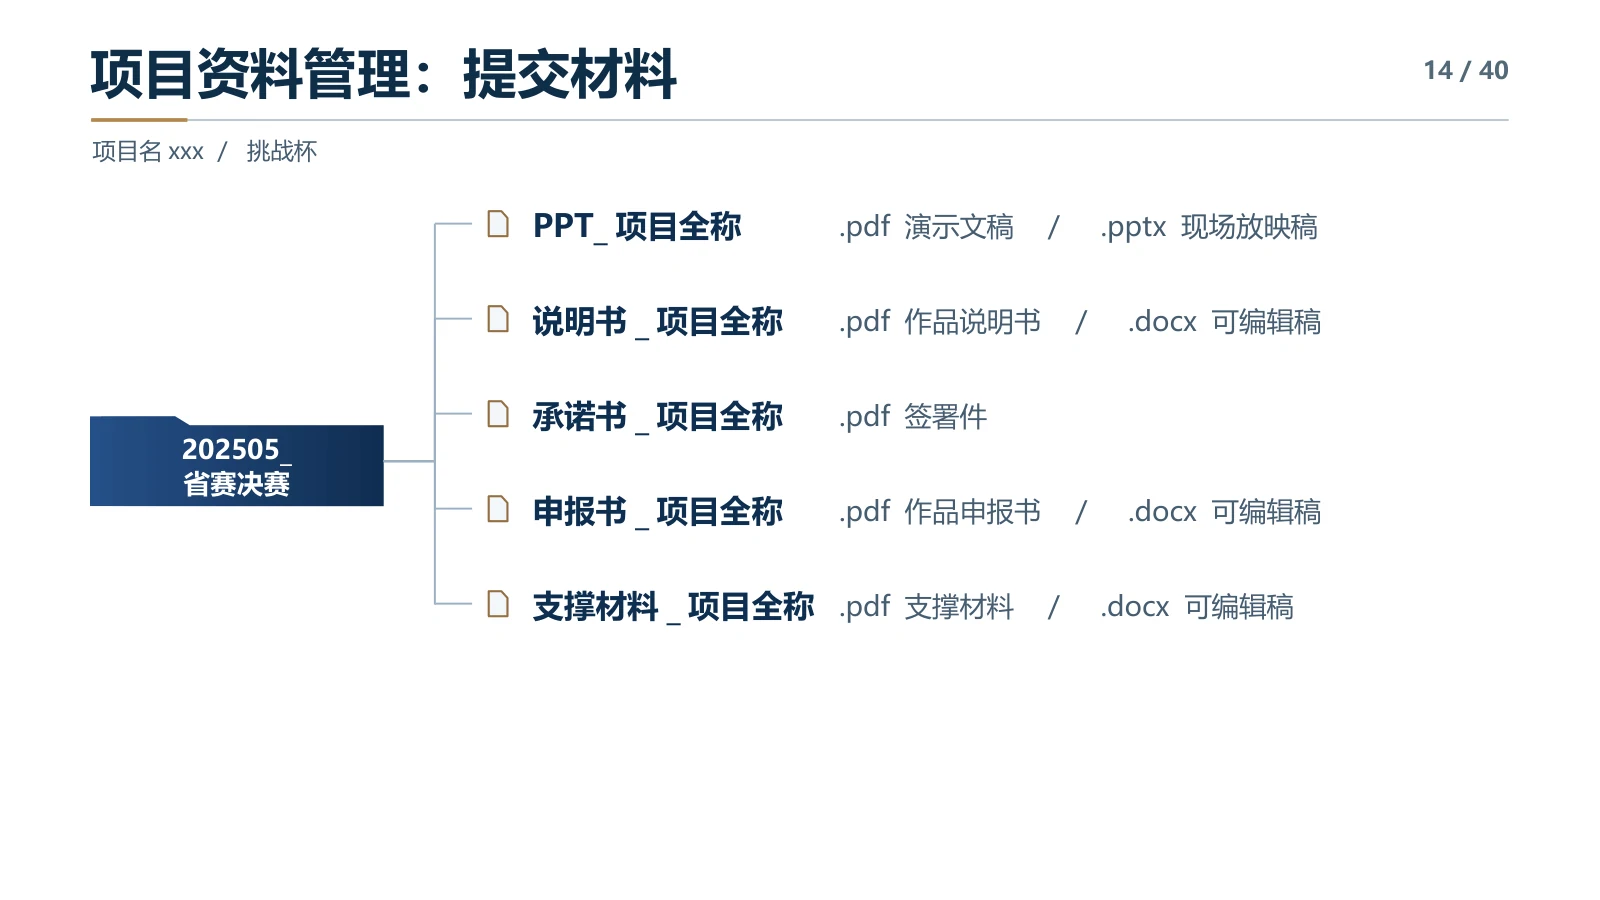 项目资料管理：提交材料
14 / 40
项目名 xxx / 挑战杯
PPT_ 项目全称 .pdf 演示文稿 / .pptx 现场放映稿
说明书 _ 项目全称 .pdf 作品说明书 / .docx 可编辑稿
承诺书 _ 项目全称 .pdf 签署件
202505_
省赛决赛
申报书 _ 项目全称 .pdf 作品申报书 / .docx 可编辑稿
支撑材料 _ 项目全称 .pdf 支撑材料 / .docx 可编辑稿